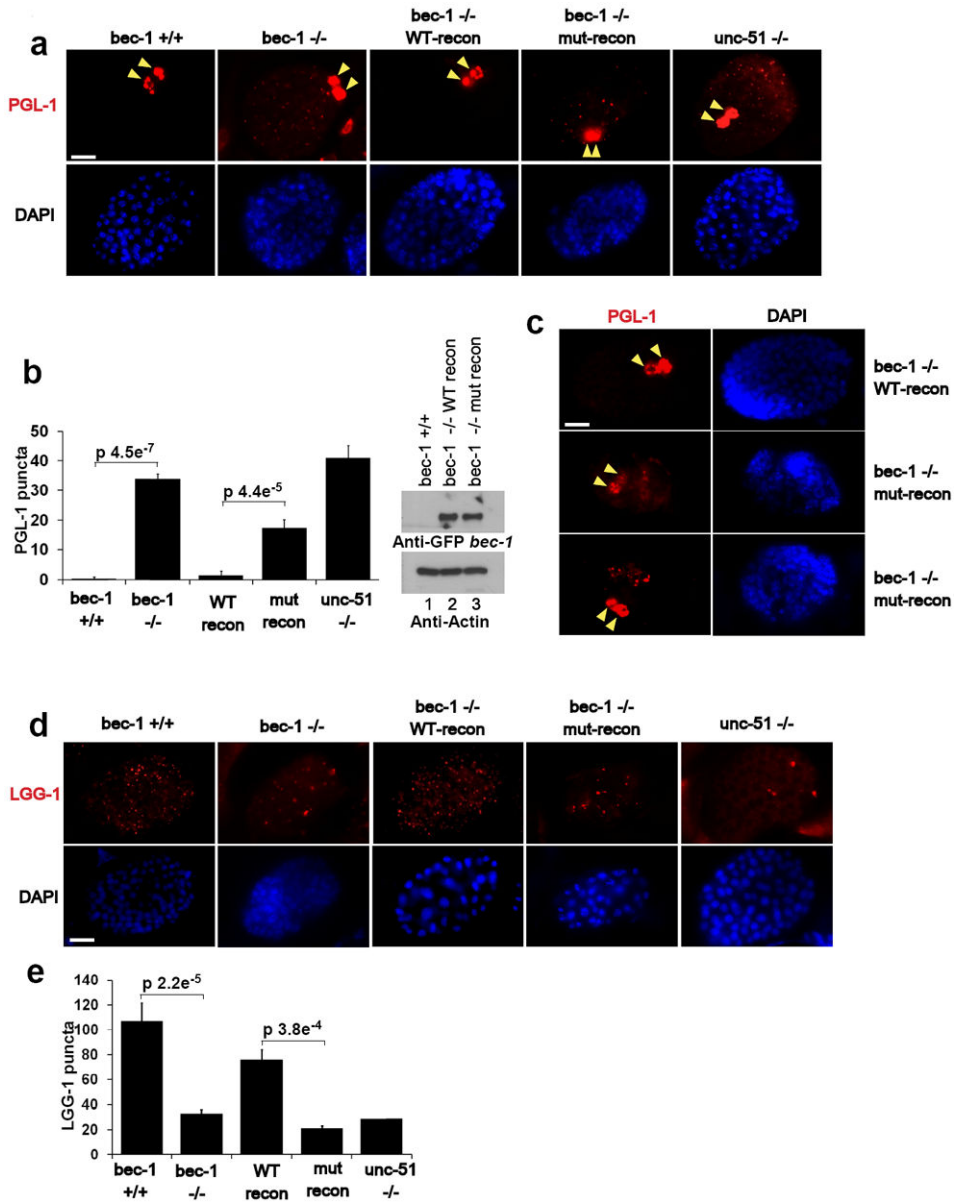 a
bec-1 +/+
bec-1 -/-
bec-1 -/-
WT-recon
bec-1 -/-
mut-recon
unc-51 -/-
PGL-1
DAPI
b
PGL-1 puncta
50
40
30
20
10
0
p 4.5e-7
p 4.4e-5
bec-1
+/+
bec-1
-/-
WT
recon
mut
recon
unc-51
-/-
bec-1 +/+
bec-1 -/- WT recon
bec-1 -/- mut recon
Anti-GFP bec-1
1 2 3
Anti-Actin
c
PGL-1
DAPI
bec-1 -/-
WT-recon
bec-1 -/-
mut-recon
bec-1 -/-
mut-recon
d
bec-1 +/+
bec-1 -/-
bec-1 -/-
WT-recon
bec-1 -/-
mut-recon
unc-51 -/-
LGG-1
DAPI
e
LGG-1 puncta
140
120
100
80
60
40
20
0
p 2.2e-5
p 3.8e-4
bec-1
+/+
bec-1
-/-
WT
recon
mut
recon
unc-51
-/-